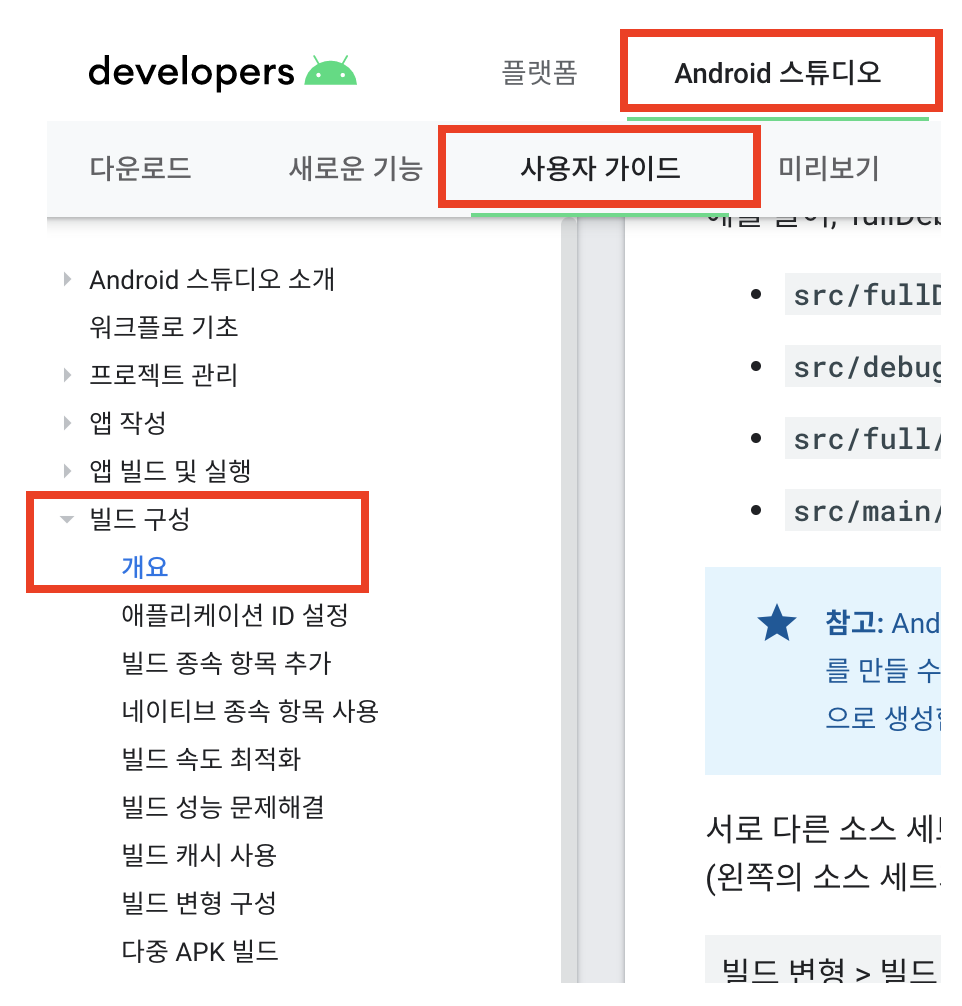 developers
플랫폼
Android 스튜디오
다운로드
새로운 기능
사용자 가이드
미리보기
Android 스튜디오 소개
워크플로 기초
프로젝트 관리
앱 작성
앱 빌드 및 실행
빌드 구성
개요
애플리케이션 ID 설정
빌드 종속 항목 추가
네이티브 종속 항목 사용
빌드 속도 최적화
빌드 성능 문제해결
빌드 캐시 사용
빌드 변형 구성
다중 APK 빌드
예를 들어, fullDeb
src/fullD
src/debug
src/full/
src/main/
참고: And
를 만들 수
으로 생성
서로 다른 소스 세
(왼쪽의 소스 세트
빌드 변형 > 빌드